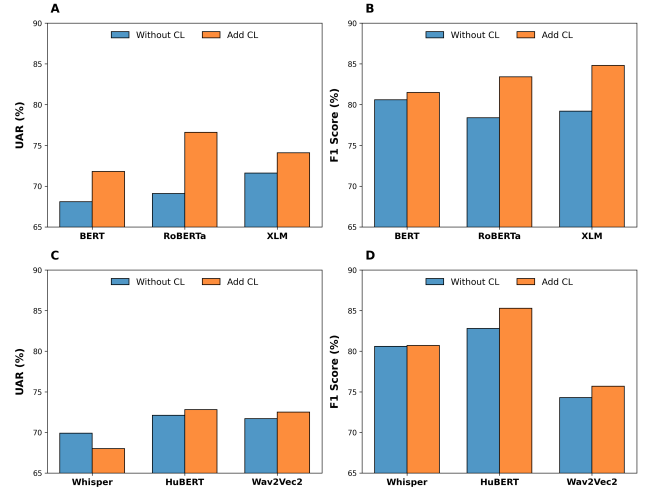 A
Without CL Add CL
90
85
80
75
70
65
UAR (%)
BERT RoBERTa XLM
B
Without CL Add CL
90
85
80
75
70
65
F1 Score (%)
BERT RoBERTa XLM
C
Without CL Add CL
90
85
80
75
70
65
UAR (%)
Whisper HuBERT Wav2Vec2
D
Without CL Add CL
90
85
80
75
70
65
F1 Score (%)
Whisper HuBERT Wav2Vec2